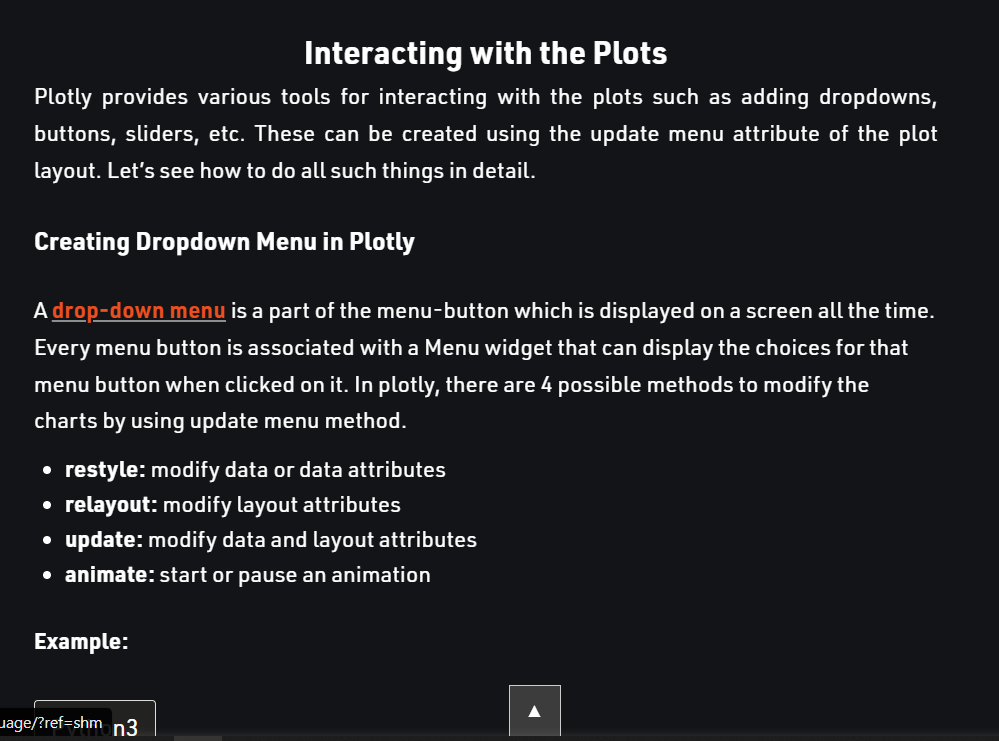 Interacting with the Plots
Plotly provides various tools for interacting with the plots such as adding dropdowns,
buttons, sliders, etc. These can be created using the update menu attribute of the plot
layout. Let’s see how to do all such things in detail.
Creating Dropdown Menu in Plotly
A drop-down menu is a part of the menu-button which is displayed on a screen all the time.
Every menu button is associated with a Menu widget that can display the choices for that
menu button when clicked on it. In plotly, there are 4 possible methods to modify the
charts by using update menu method.
• restyle: modify data or data attributes
• relayout: modify layout attributes
• update: modify data and layout attributes
• animate: start or pause an animation
Example:
Python3
uage/?ref=shm